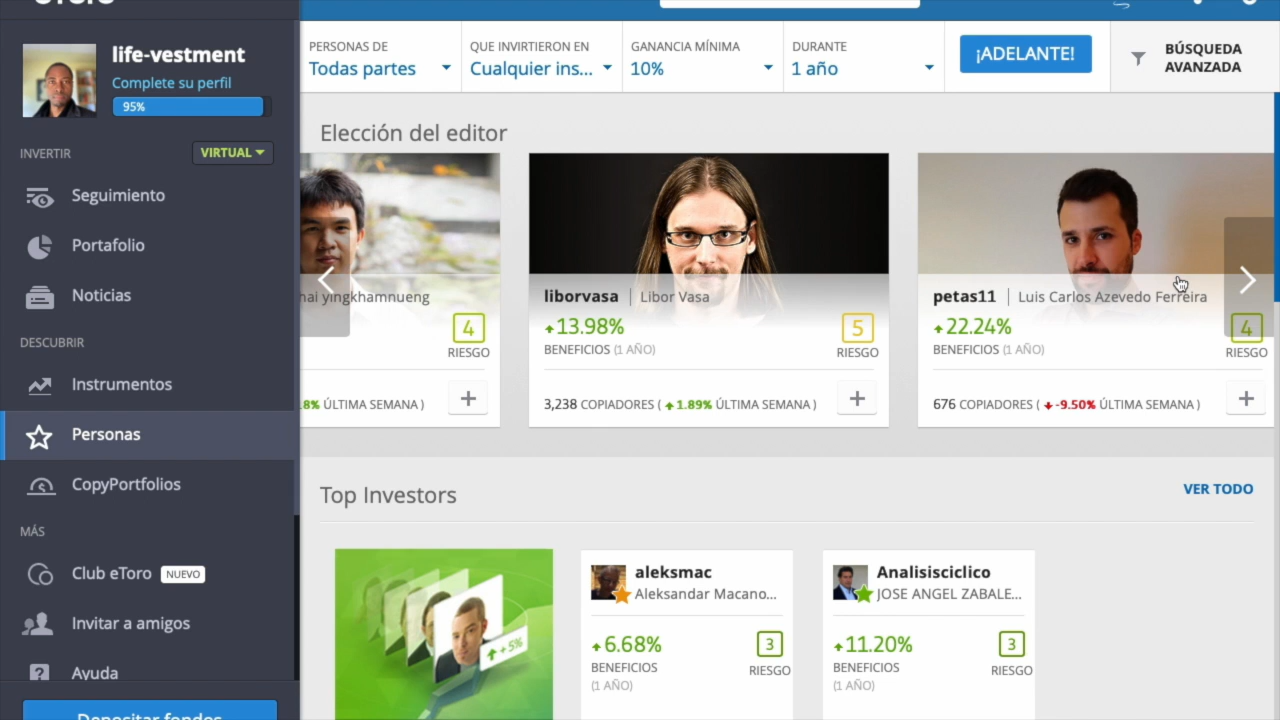 life-vestment
Complete su perfil
95%
INVERTIR
VIRTUAL
Seguimiento
Portafolio
Noticias
DESCUBRIR
Instrumentos
Personas
CopyPortfolios
MÁS
Club eToro NUEVO
Invitar a amigos
Ayuda
Depositar fondos
PERSONAS DE
Todas partes
QUE INVIRTIERON EN
Cualquier ins...
GANANCIA MÍNIMA
10%
DURANTE
1 año
¡ADELANTE!
BÚSQUEDA
AVANZADA
Elección del editor
yingkhamnueng
4
RIESGO
8% ÚLTIMA SEMANA )
+
liborvasa | Libor Vasa
13.98%
BENEFICIOS (1 AÑO)
5
RIESGO
3,238 COPIADORES ( 1.89% ÚLTIMA SEMANA )
+
petas11 | Luis Carlos Azevedo Ferreira
22.24%
BENEFICIOS (1 AÑO)
4
RIESGO
676 COPIADORES ( -9.50% ÚLTIMA SEMANA )
+
Top Investors
VER TODO
+5%
aleksmac
Aleksandar Macano...
6.68%
BENEFICIOS
(1 AÑO)
3
RIESGO
Analisisciclico
JOSE ANGEL ZABALE...
11.20%
BENEFICIOS
(1 AÑO)
3
RIESGO